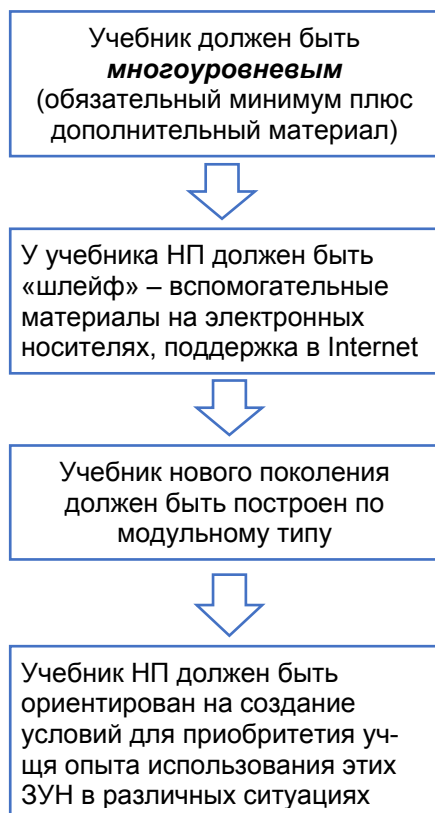 Учебник должен быть
многоуровневым
(обязательный минимум плюс
дополнительный материал)
У учебника НП должен быть
«шлейф» – вспомогательные
материалы на электронных
носителях, поддержка в Internet
Учебник нового поколения
должен быть построен по
модульному типу
Учебник НП должен быть
ориентирован на создание
условий для приобритетия уч-
щя опыта использования этих
ЗУН в различных ситуациях